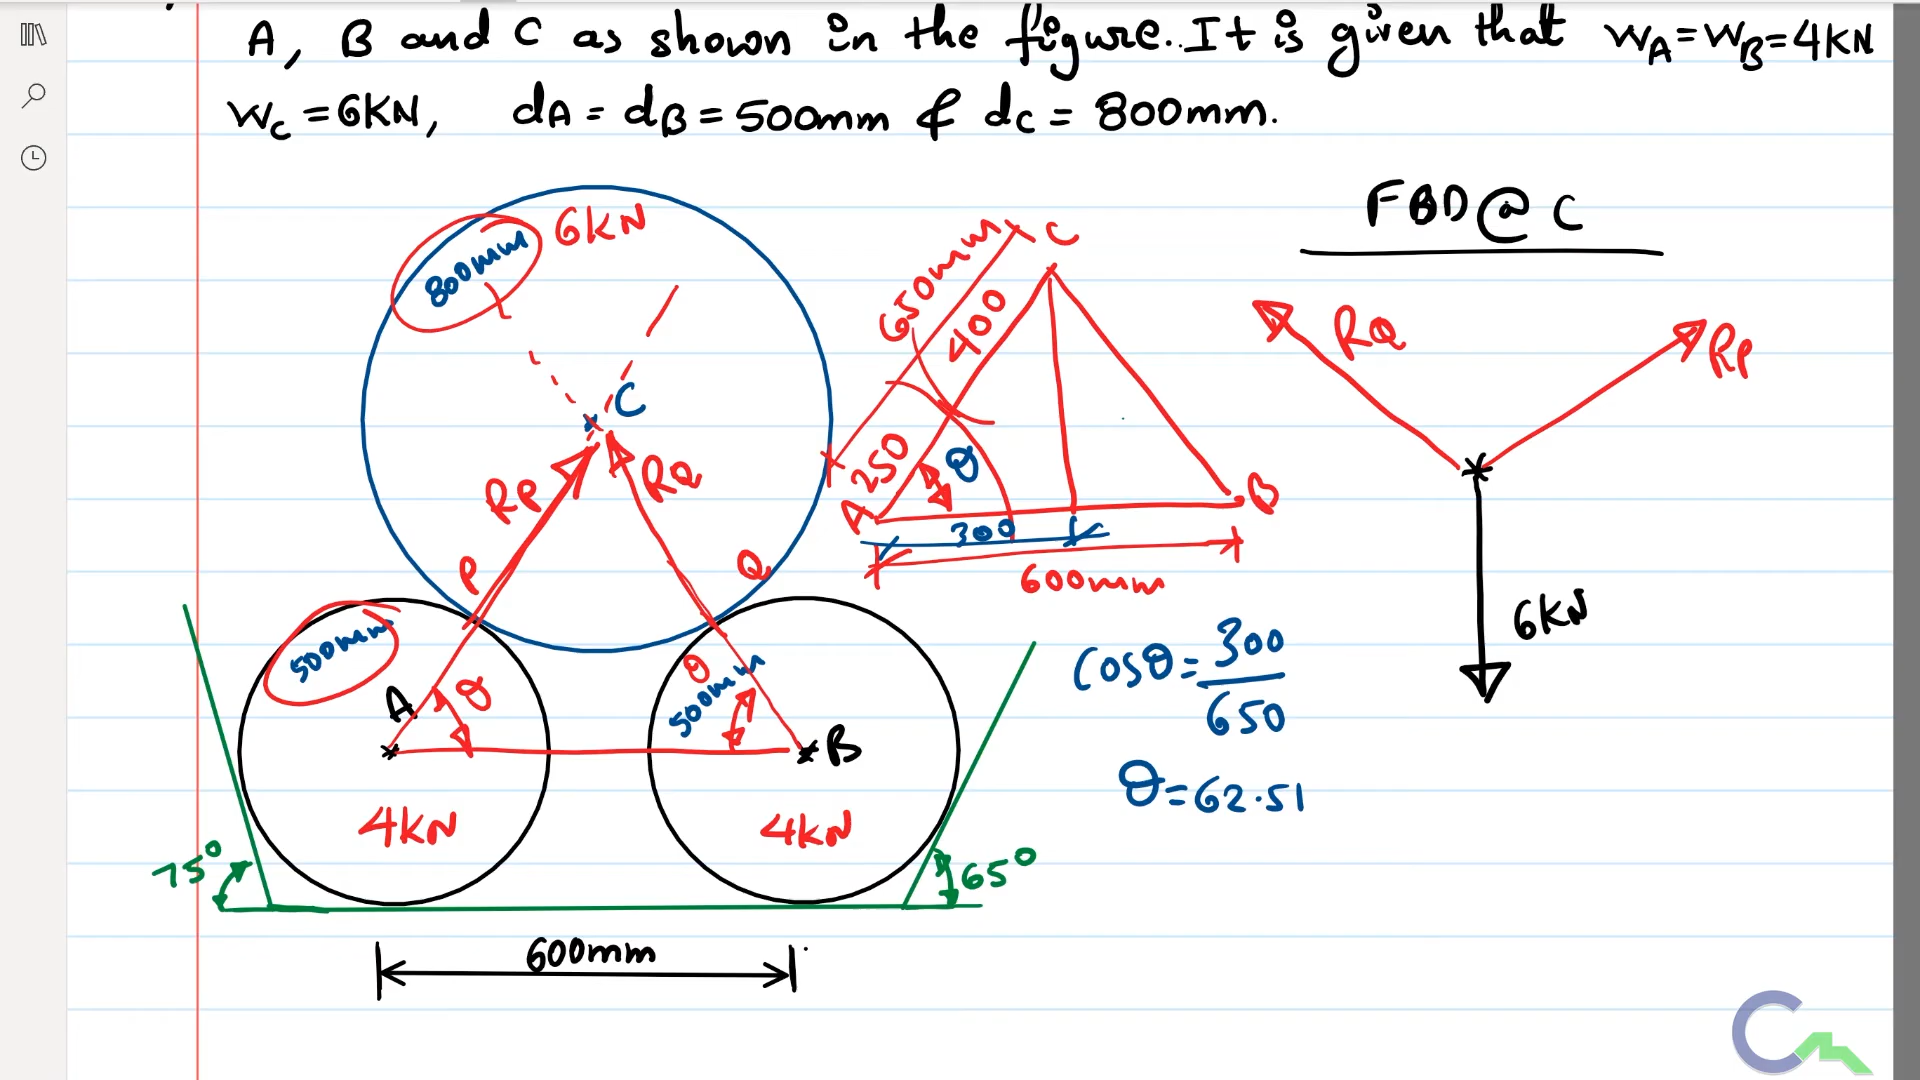 A, B and C as shown in the figure.. It is given that WA=WB=4KN
WC=6KN, dA=dB=500mm & dC=800mm.
FBD@C
800mm
6KN
C
650mm
400
250
θ
A
B
C
300
600mm
RQ
RP
6KN
RP
RQ
P
Q
500mm
A
θ
θ
500mm
B
4KN
4KN
75°
65°
600mm
Cosθ=300/650
θ=62.51